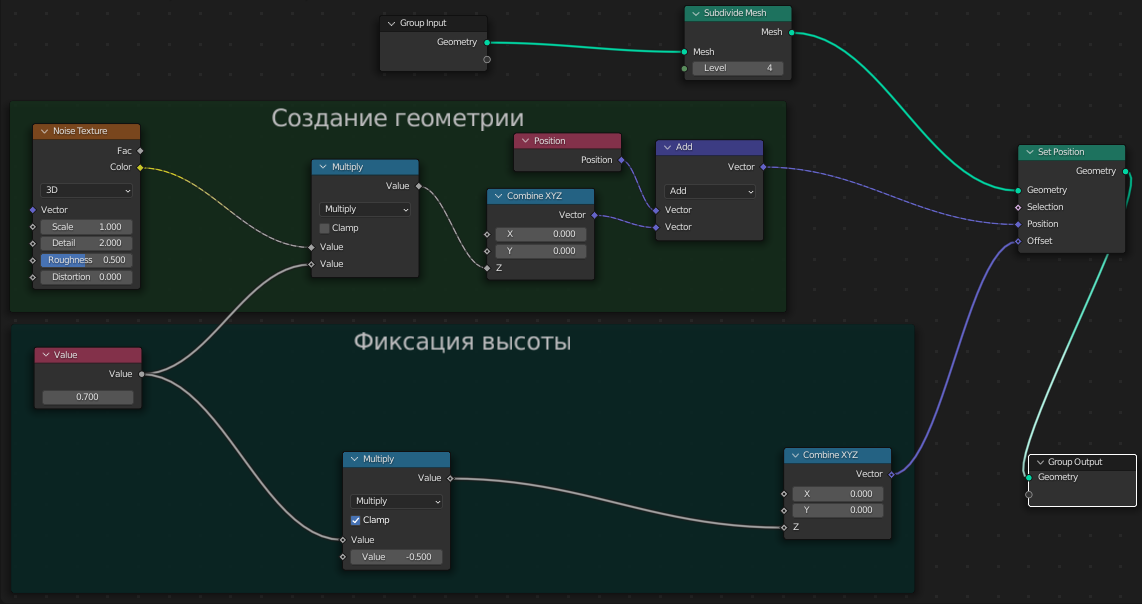 Group Input
Geometry
Subdivide Mesh
Mesh
Mesh
Level 4
Создание геометрии
Noise Texture
Fac
Color
3D
Vector
Scale 1.000
Detail 2.000
Roughness 0.500
Distortion 0.000
Multiply
Value
Multiply
Clamp
Value
Value
Position
Position
Combine XYZ
Vector
X 0.000
Y 0.000
Z
Add
Vector
Add
Vector
Vector
Set Position
Geometry
Geometry
Selection
Position
Offset
Фиксация высоты
Value
Value
0.700
Multiply
Value
Multiply
Clamp
Value
Value -0.500
Combine XYZ
Vector
X 0.000
Y 0.000
Z
Group Output
Geometry